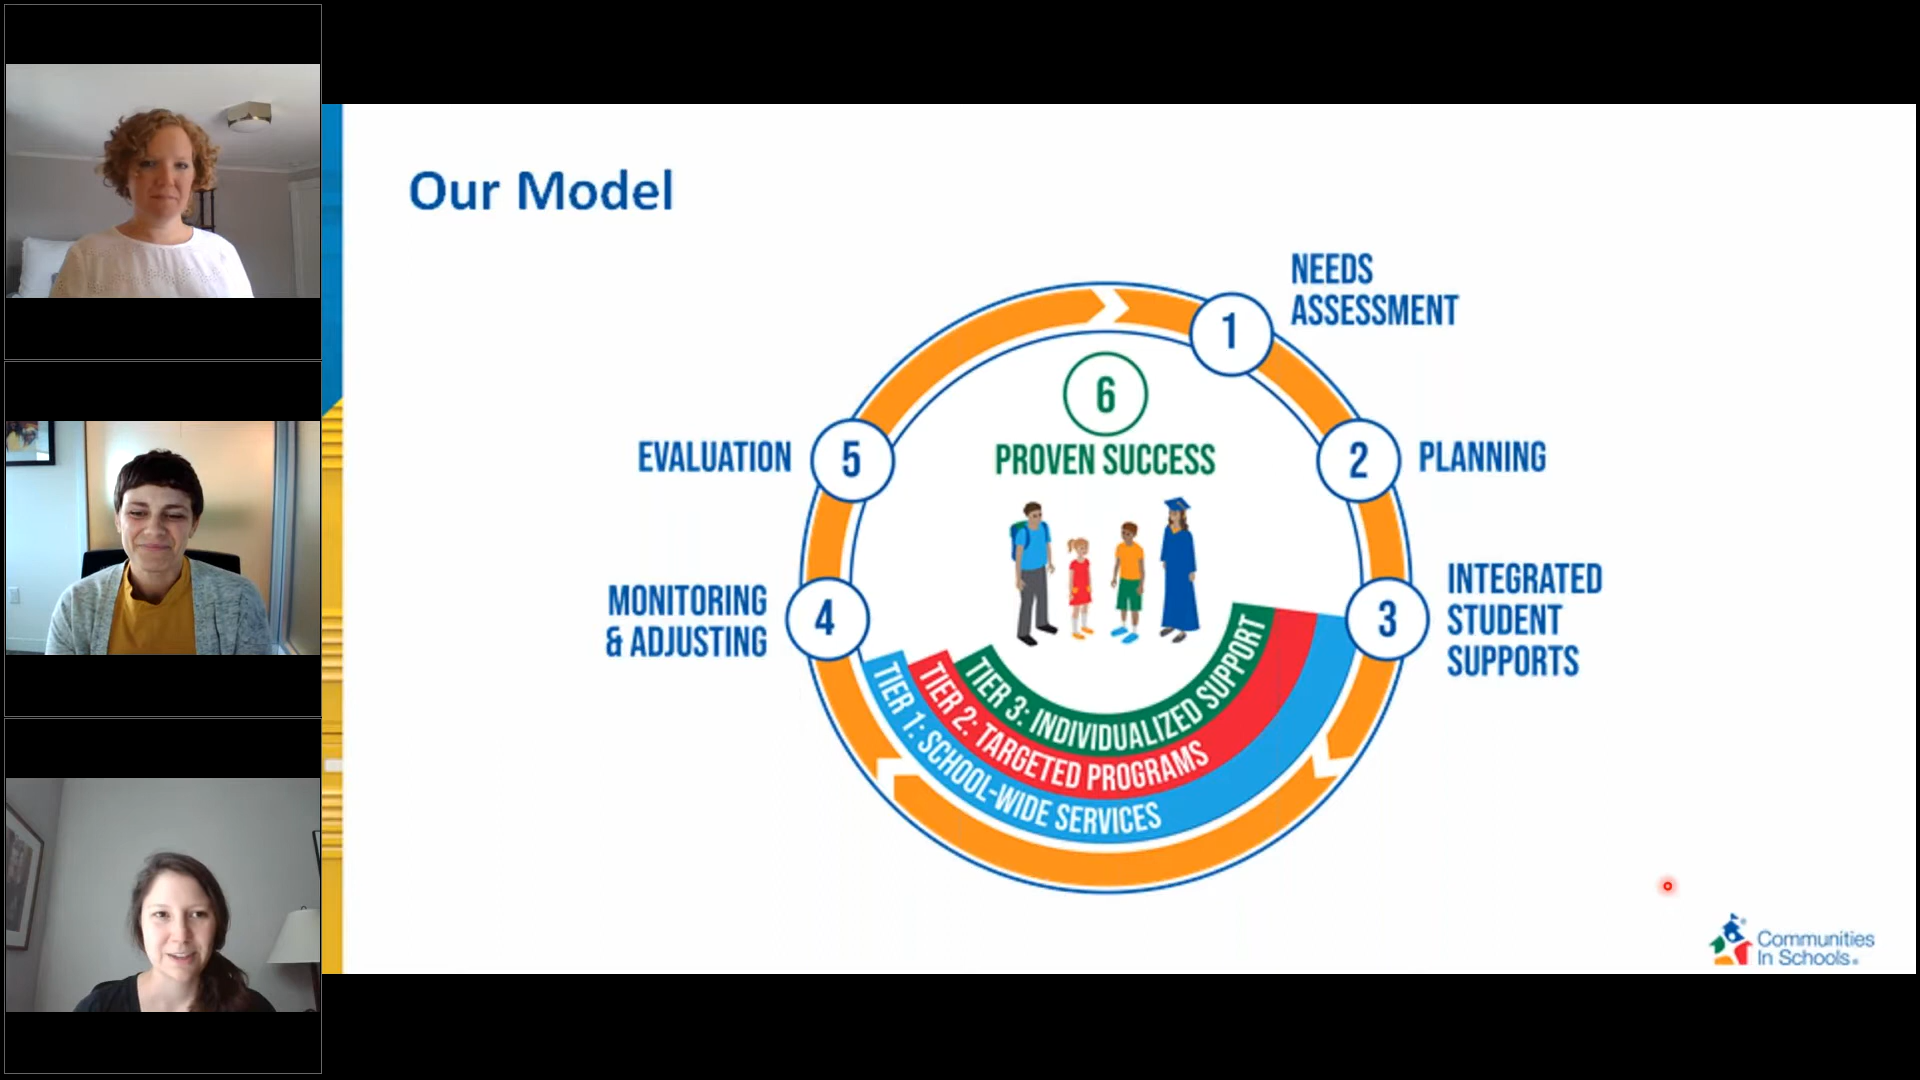 Our Model
1
NEEDS
ASSESSMENT
2
PLANNING
3
INTEGRATED
STUDENT
SUPPORTS
4
MONITORING
& ADJUSTING
5
EVALUATION
6
PROVEN SUCCESS
TIER 3: INDIVIDUALIZED SUPPORT
TIER 2: TARGETED PROGRAMS
TIER 1: SCHOOL-WIDE SERVICES
Communities
In Schools®